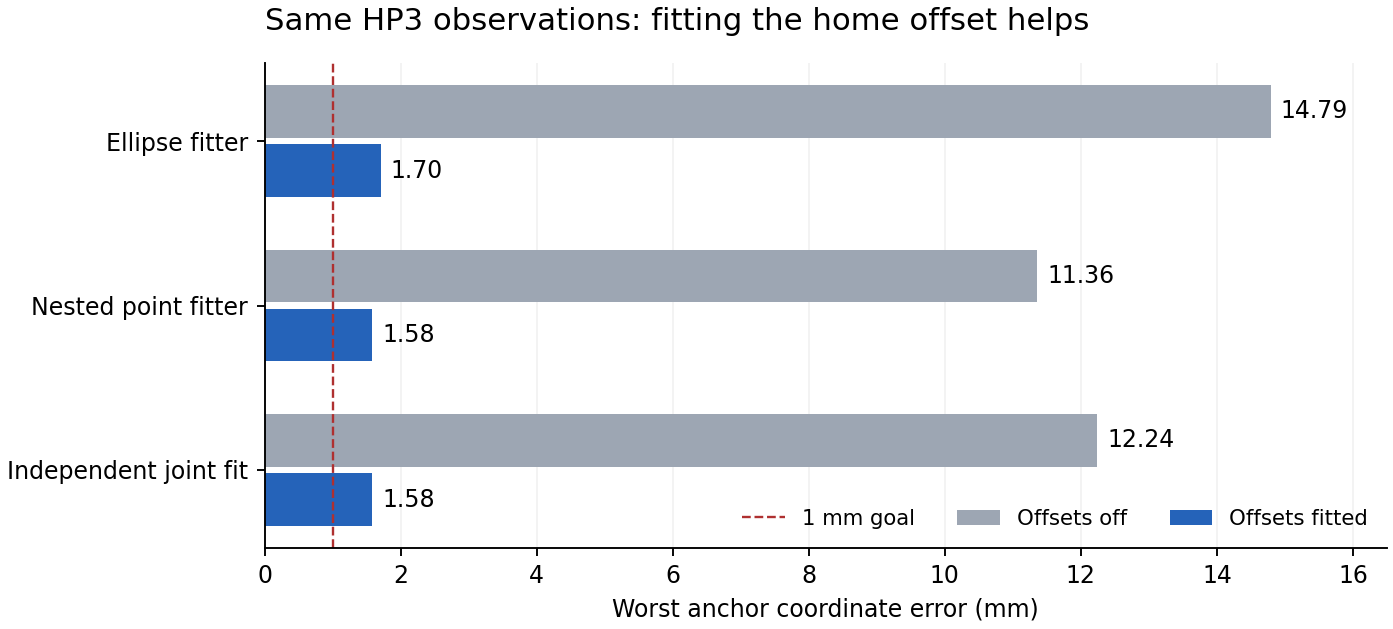 Same HP3 observations: fitting the home offset helps
Ellipse fitter
14.79
1.70
Nested point fitter
11.36
1.58
Independent joint fit
12.24
1.58
1 mm goal
Offsets off
Offsets fitted
0 2 4 6 8 10 12 14 16
Worst anchor coordinate error (mm)